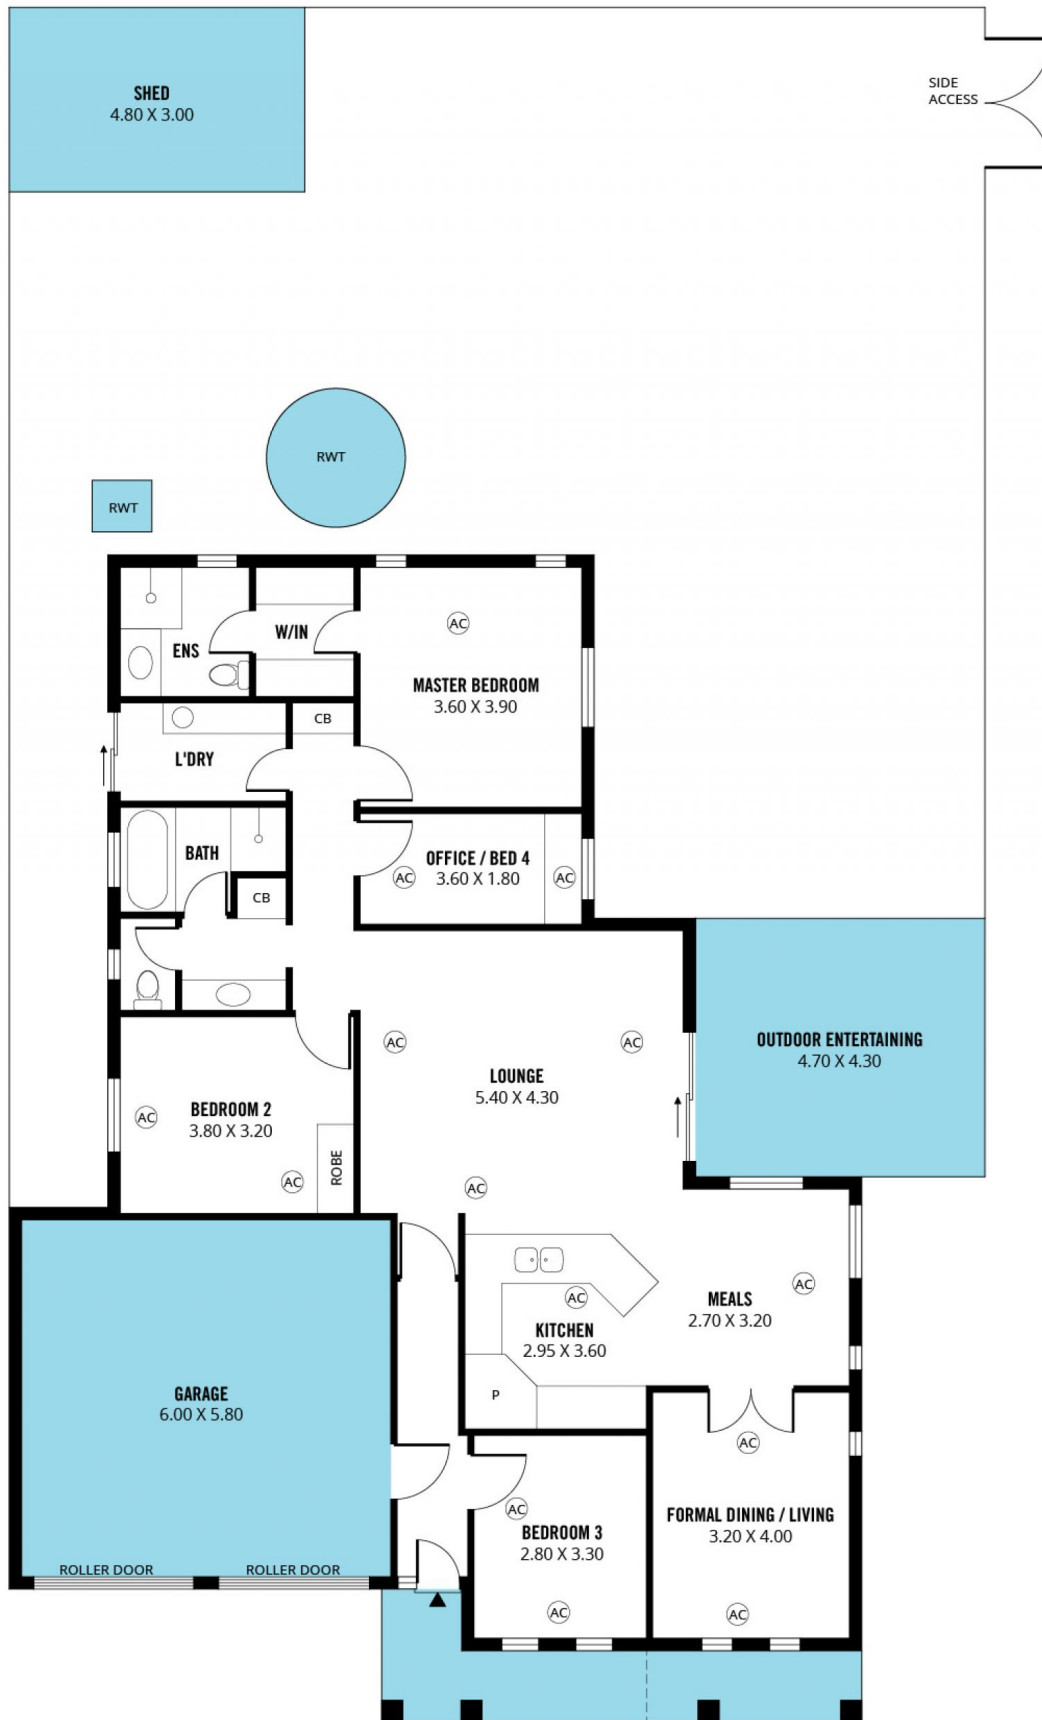 SHED
4.80 X 3.00
SIDE
ACCESS
RWT
RWT
AC
ENS
W/IN
MASTER BEDROOM
3.60 X 3.90
CB
L'DRY
BATH
OFFICE / BED 4
3.60 X 1.80
AC
AC
CB
AC
AC
LOUNGE
5.40 X 4.30
OUTDOOR ENTERTAINING
4.70 X 4.30
BEDROOM 2
3.80 X 3.20
AC
AC
ROBE
AC
AC
AC
KITCHEN
2.95 X 3.60
MEALS
2.70 X 3.20
P
GARAGE
6.00 X 5.80
AC
AC
BEDROOM 3
2.80 X 3.30
FORMAL DINING / LIVING
3.20 X 4.00
ROLLER DOOR
ROLLER DOOR
AC
AC